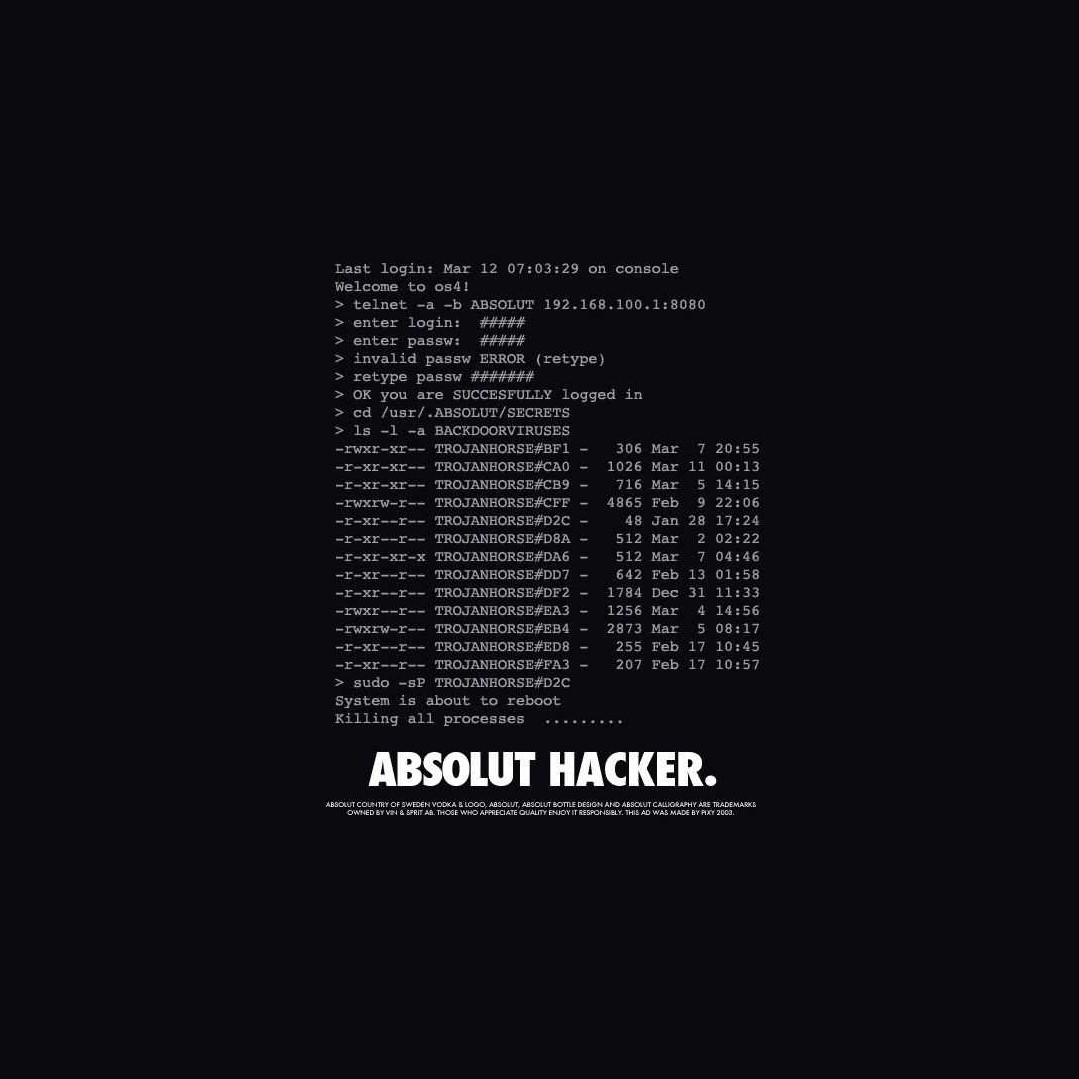 Last login: Mar 12 07:03:29 on console
Welcome to os4!
> telnet -a -b ABSOLUT 192.168.100.1:8080
> enter login:  #####
> enter passw:  #####
> invalid passw ERROR (retype)
> retype passw #######
> OK you are SUCCESFULLY logged in
> cd /usr/.ABSOLUT/SECRETS
> ls -l -a BACKDOORVIRUSES
-rwxr-xr-- TROJANHORSE#BF1 -   306 Mar  7 20:55
-r-xr-xr-- TROJANHORSE#CA0 -  1026 Mar 11 00:13
-r-xr-xr-- TROJANHORSE#CB9 -   716 Mar  5 14:15
-rwxrw-r-- TROJANHORSE#CFF -  4865 Feb  9 22:06
-r-xr--r-- TROJANHORSE#D2C -    48 Jan 28 17:24
-r-xr--r-- TROJANHORSE#D8A -   512 Mar  2 02:22
-r-xr-xr-x TROJANHORSE#DA6 -   512 Mar  7 04:46
-r-xr--r-- TROJANHORSE#DD7 -   642 Feb 13 01:58
-r-xr--r-- TROJANHORSE#DF2 -  1784 Dec 31 11:33
-rwxr--r-- TROJANHORSE#EA3 -  1256 Mar  4 14:56
-rwxrw-r-- TROJANHORSE#EB4 -  2873 Mar  5 08:17
-r-xr--r-- TROJANHORSE#ED8 -   255 Feb 17 10:45
-r-xr--r-- TROJANHORSE#FA3 -   207 Feb 17 10:57
> sudo -sP TROJANHORSE#D2C
System is about to reboot
Killing all processes  .........
ABSOLUT HACKER.
ABSOLUT COUNTRY OF SWEDEN VODKA & LOGO, ABSOLUT, ABSOLUT BOTTLE DESIGN AND ABSOLUT CALLIGRAPHY ARE TRADEMARKS
OWNED BY VIN & SPRIT AB. THOSE WHO APPRECIATE QUALITY ENJOY IT RESPONSIBLY. THIS AD WAS MADE BY PIXY 2003.